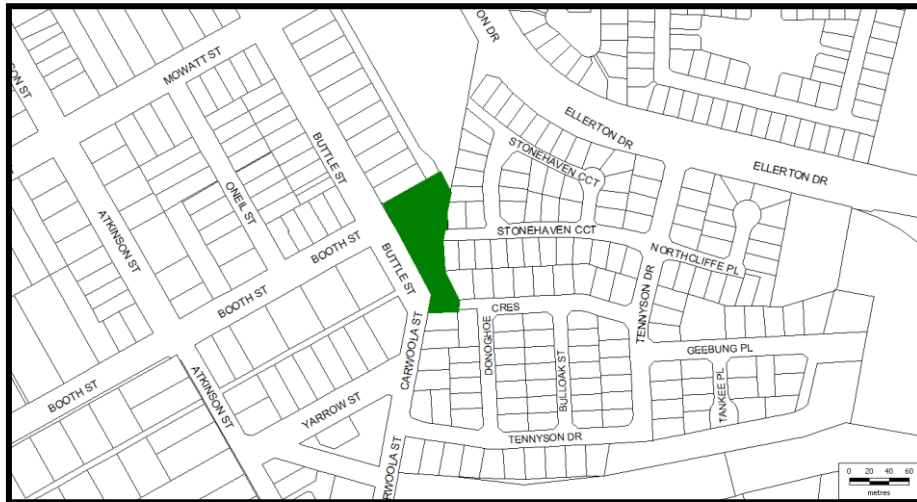 SON ST
MOWATT ST
ON DR
ELLERTON DR
STONEHAVEN CCT
ELLERTON DR
BUTTLE ST
ONEIL ST
ATKINSON ST
BOOTH ST
STONEHAVEN CCT
NORTHCLIFFE PL
BUTTLE ST
BOOTH ST
TENNYSON DR
CRES
DONOGHOE
CARWOOLA ST
GEEBUNG PL
BULLOAK ST
YANKEE PL
BOOTH ST
ATKINSON ST
YARROW ST
TENNYSON DR
RWOOLA ST
0 20 40 60
metres